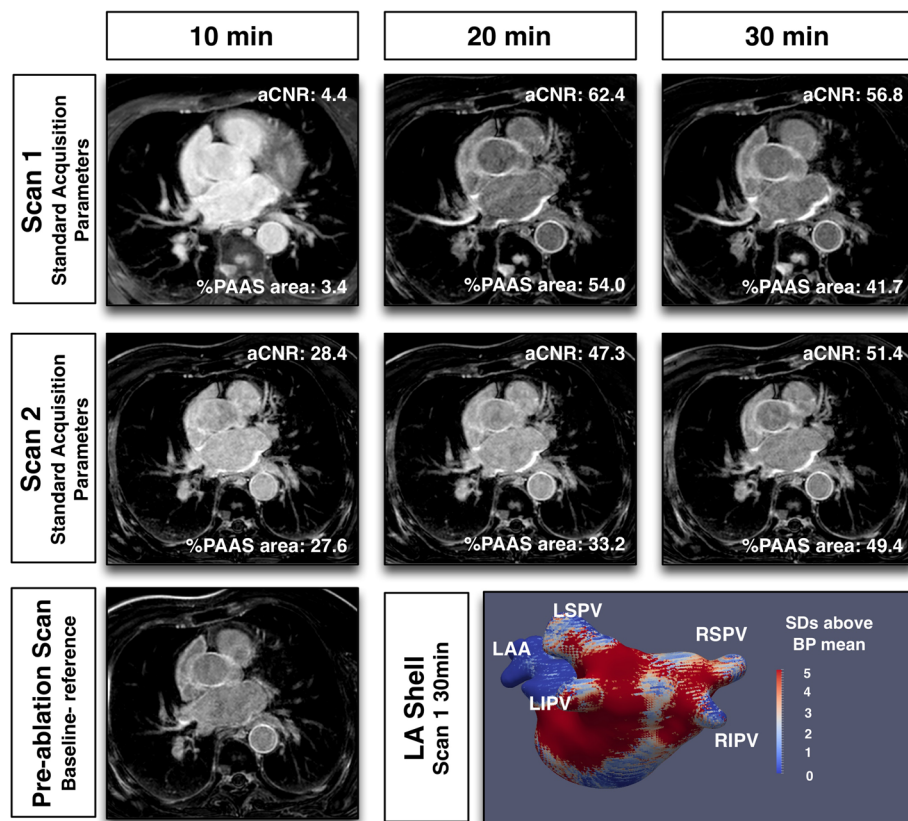 10 min
20 min
30 min
Scan 1
Standard Acquisition
Parameters
aCNR: 4.4
%PAAS area: 3.4
aCNR: 62.4
%PAAS area: 54.0
aCNR: 56.8
%PAAS area: 41.7
Scan 2
Standard Acquisition
Parameters
aCNR: 28.4
%PAAS area: 27.6
aCNR: 47.3
%PAAS area: 33.2
aCNR: 51.4
%PAAS area: 49.4
Pre-ablation Scan
Baseline- reference
LA Shell
Scan 1 30min
LSPV
LAA
LIPV
RSPV
RIPV
SDs above
BP mean
5
4
3
2
1
0